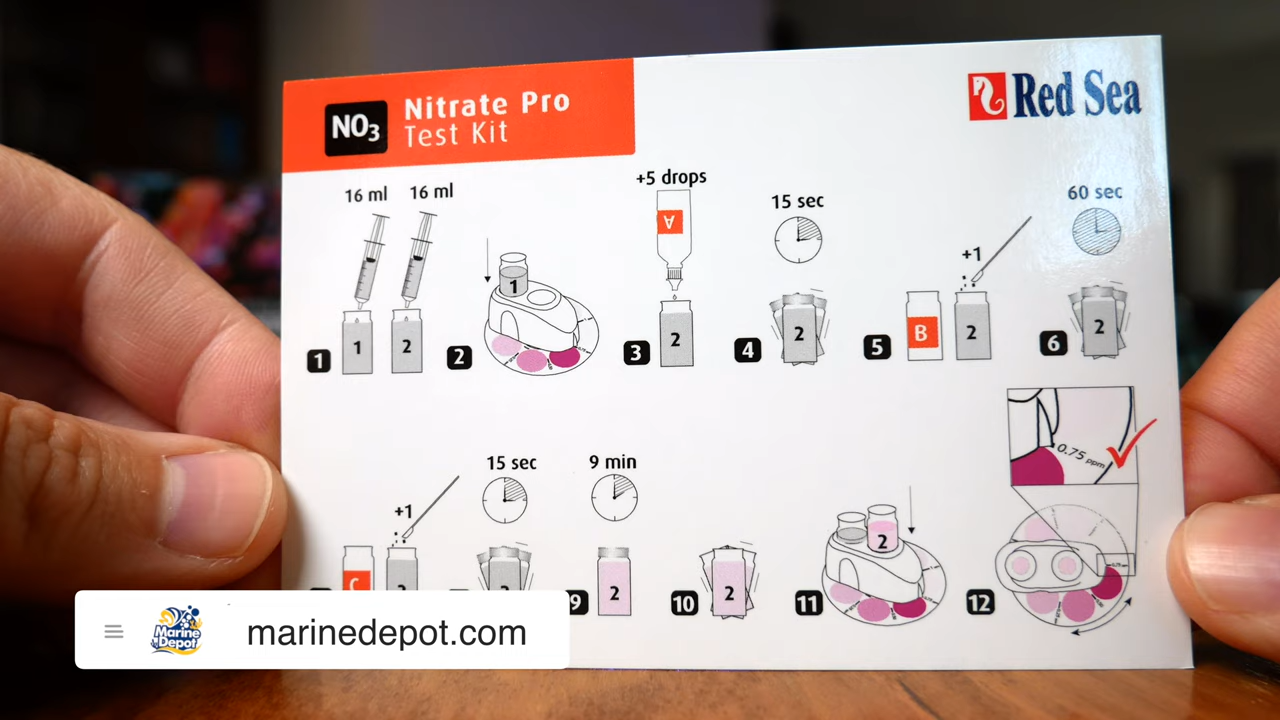 NO3
Nitrate Pro
Test Kit
Red Sea
16 ml
16 ml
+5 drops
15 sec
60 sec
A
+1
1
2
1
1
2
2
3
2
4
B
2
5
2
6
0.75 ppm
15 sec
9 min
+1
C
2
9
2
10
2
11
12
Marine
Depot
marinedepot.com